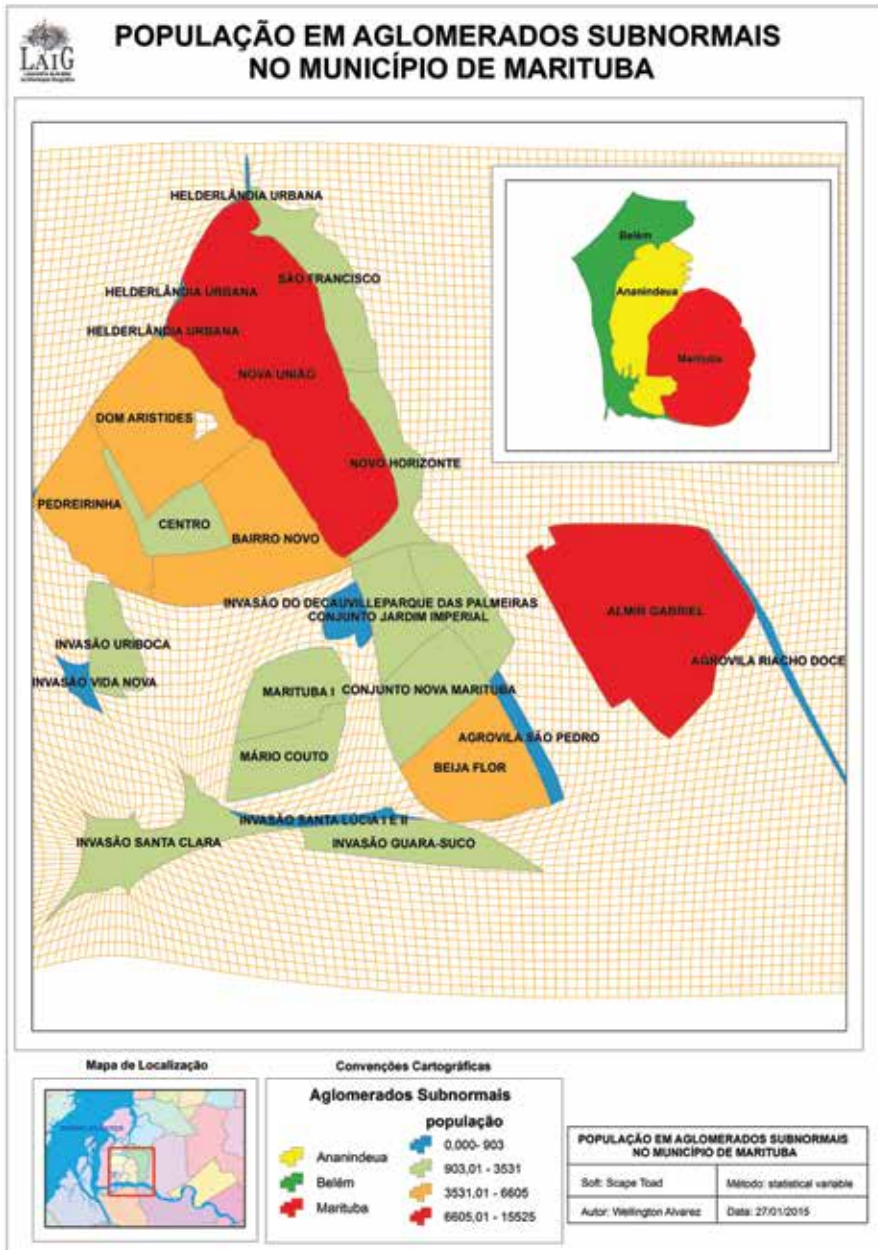 LAIG
POPULAÇÃO EM AGLOMERADOS SUBNORMAIS
NO MUNICÍPIO DE MARITUBA
HELDERLÂNDIA URBANA
SÃO FRANCISCO
HELDERLÂNDIA URBANA
HELDERLÂNDIA URBANA
NOVA UNIÃO
DOM ARISTIDES
NOVO HORIZONTE
PEDREIRINHA
CENTRO
BAIRRO NOVO
INVASÃO DO DECAUVILLEPARQUE DAS PALMEIRAS
CONJUNTO JARDIM IMPERIAL
ALMIR GABRIEL
INVASÃO URIBOCA
AGROVILA RIACHO DOCE
INVASÃO VIDA NOVA
MARITUBA I
CONJUNTO NOVA MARITUBA
AGROVILA SÃO PEDRO
MÁRIO COUTO
BEIJA FLOR
INVASÃO SANTA LÚCIA I E II
INVASÃO SANTA CLARA
INVASÃO GUARA-SUCO
Belém
Ananindeua
Marituba
Mapa de Localização
Convenções Cartográficas
Aglomerados Subnormais
população
Ananindeua
Belém
Marituba
0,000- 903
903,01 - 3531
3531,01 - 6605
6605,01 - 15525
POPULAÇÃO EM AGLOMERADOS SUBNORMAIS
NO MUNICÍPIO DE MARITUBA
Soft: Scape Toad
Método: statistical variable
Autor: Wellington Alvarez
Data: 27/01/2015